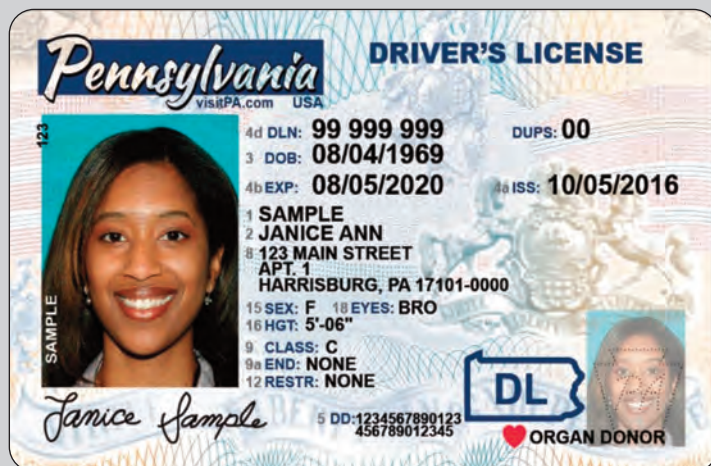 Pennsylvania
visitPA.com USA
DRIVER'S LICENSE
123
4d DLN: 99 999 999
DUPS: 00
3 DOB: 08/04/1969
4b EXP: 08/05/2020
4a ISS: 10/05/2016
1 SAMPLE
2 JANICE ANN
8 123 MAIN STREET
APT. 1
HARRISBURG, PA 17101-0000
15 SEX: F 18 EYES: BRO
16 HGT: 5'-06"
9 CLASS: C
9a END: NONE
12 RESTR: NONE
SAMPLE
Janice Sample
5 DD:1234567890123
456789012345
DL
ORGAN DONOR